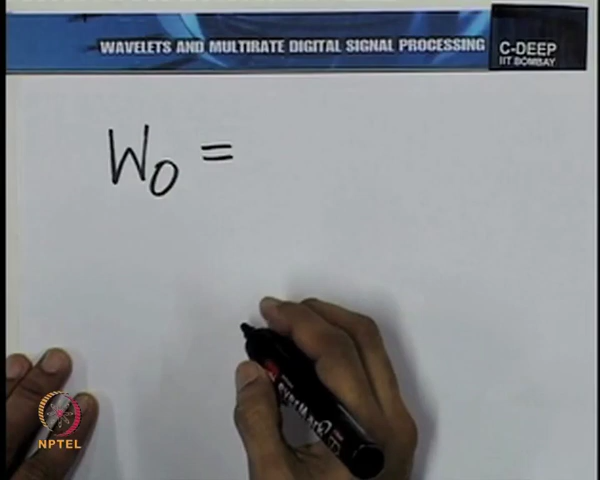 WAVELETS AND MULTIRATE DIGITAL SIGNAL PROCESSING
C-DEEP
IIT BOMBAY
W₀ =
NPTEL